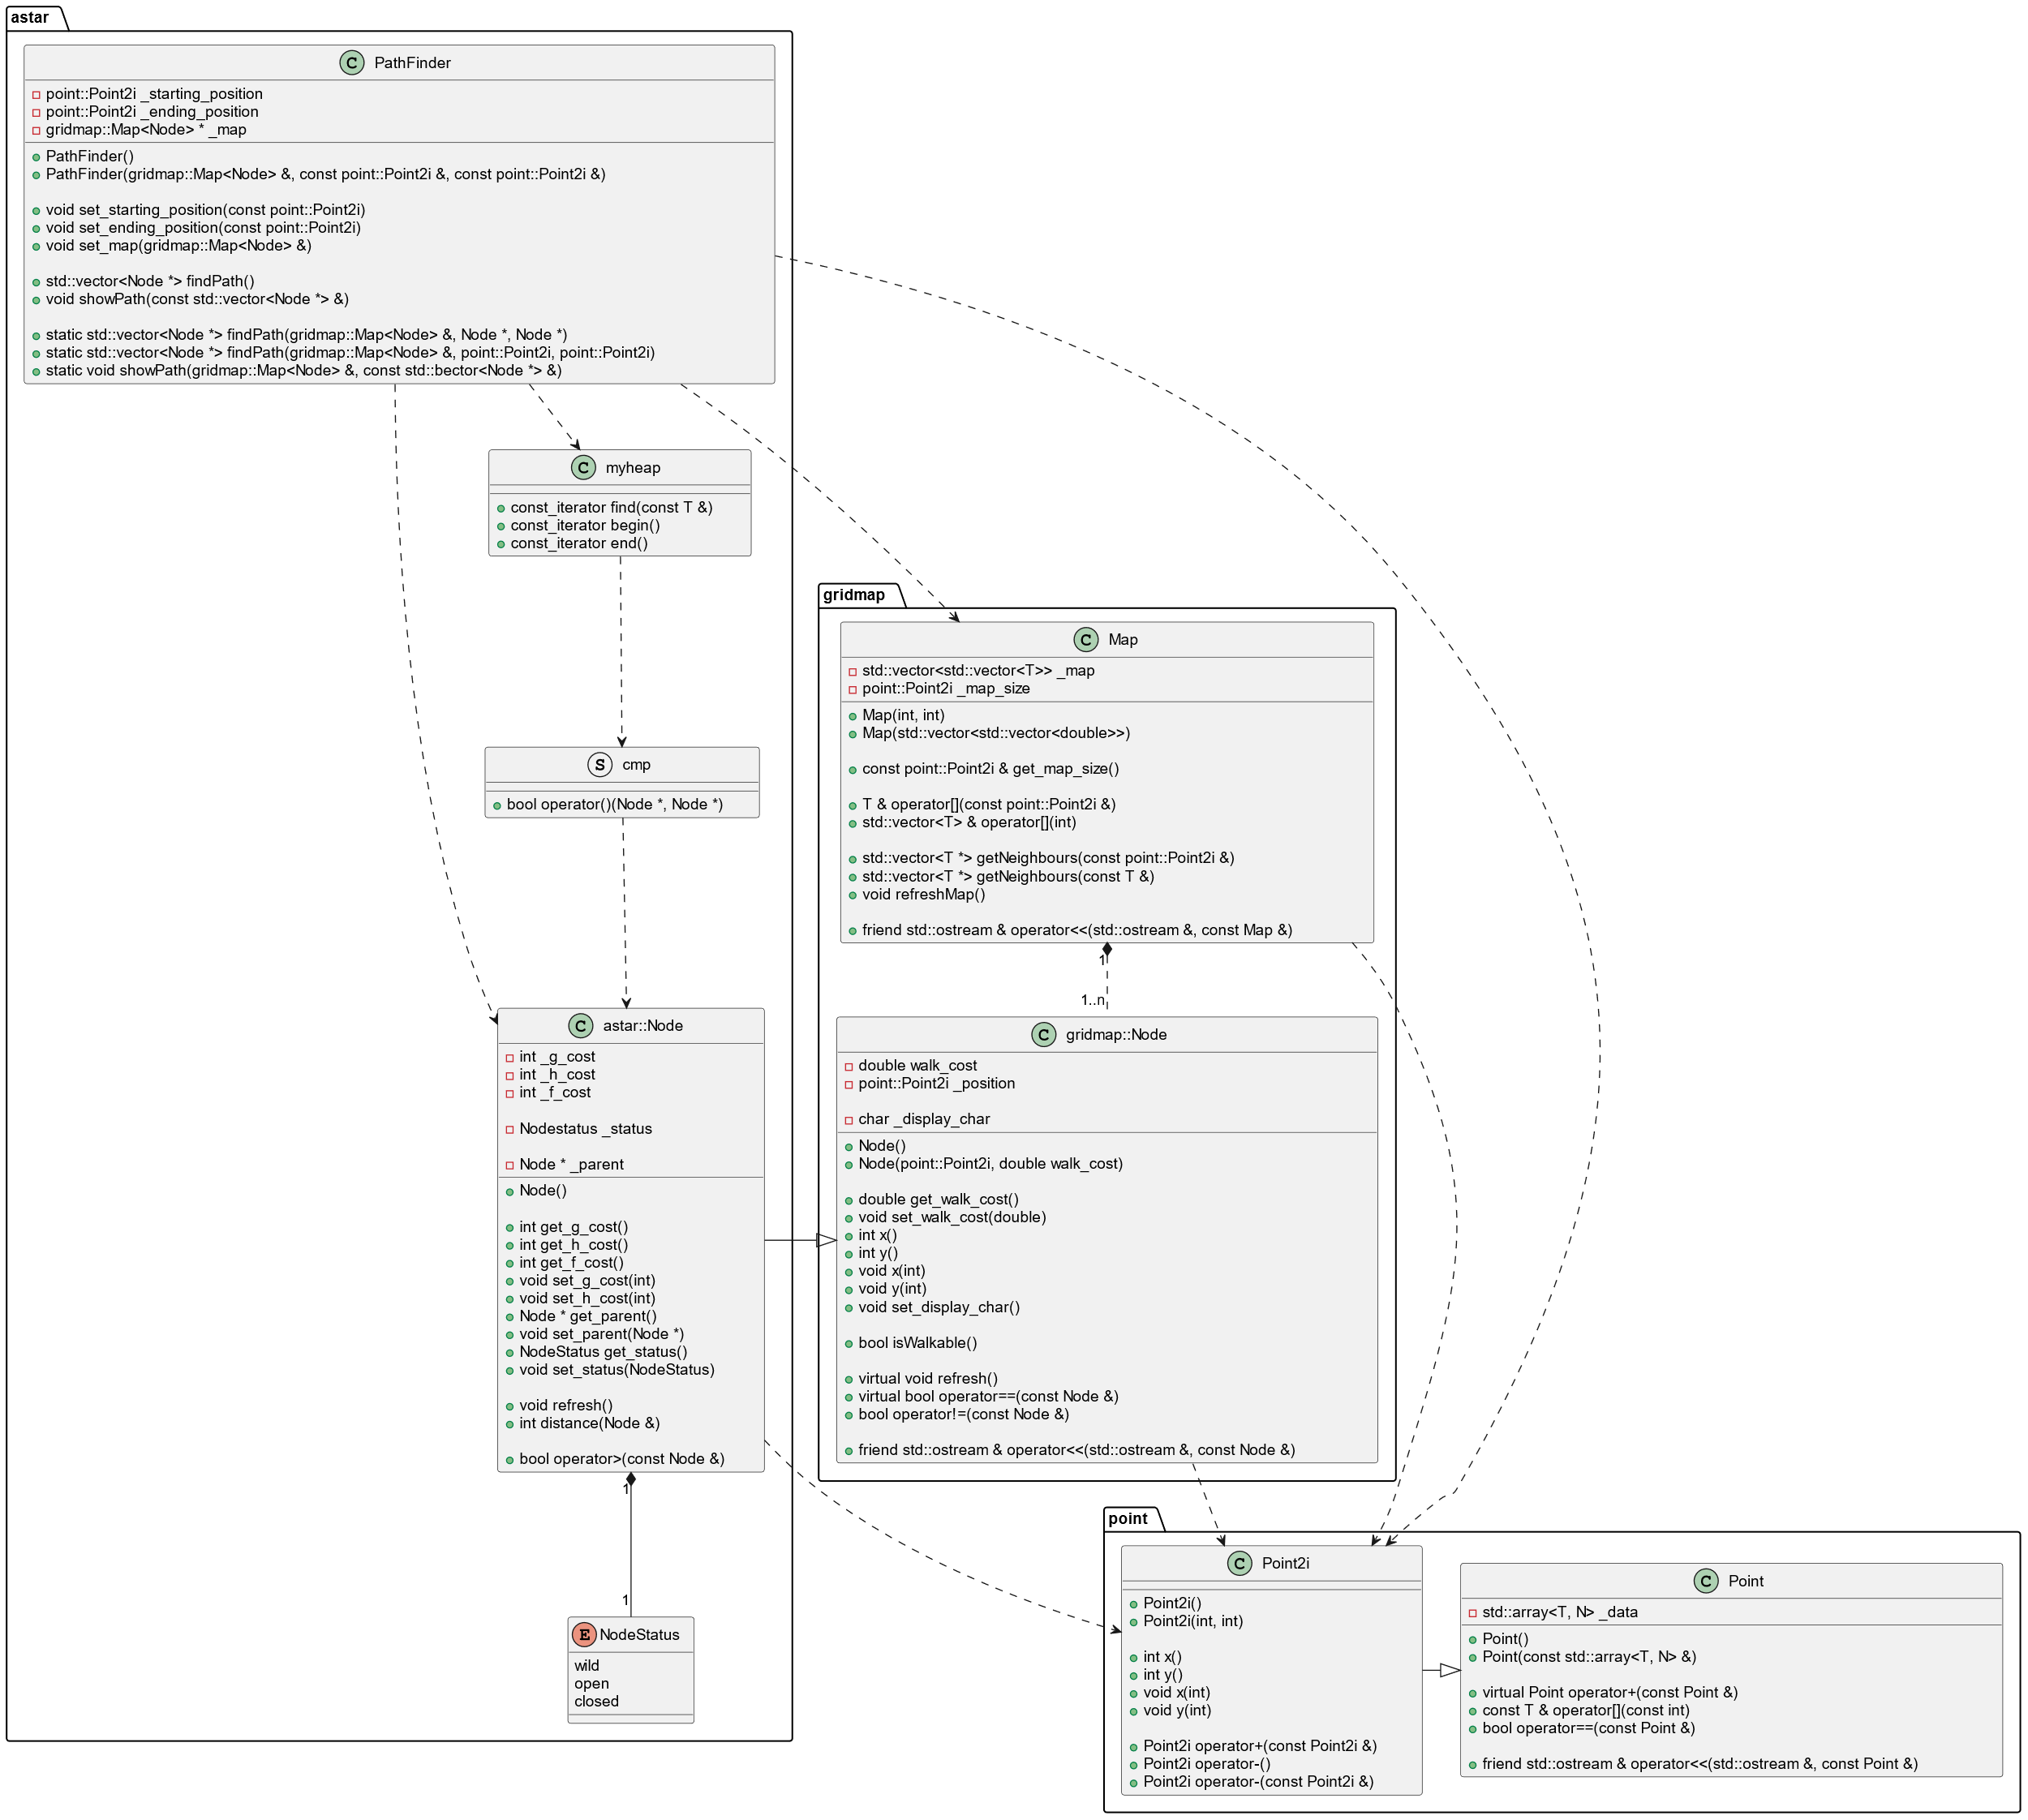 astar
C PathFinder
point::Point2i _starting_position
point::Point2i _ending_position
gridmap::Map<Node> * _map
PathFinder()
PathFinder(gridmap::Map<Node> &, const point::Point2i &, const point::Point2i &)
void set_starting_position(const point::Point2i)
void set_ending_position(const point::Point2i)
void set_map(gridmap::Map<Node> &)
std::vector<Node *> findPath()
void showPath(const std::vector<Node *> &)
static std::vector<Node *> findPath(gridmap::Map<Node> &, Node *, Node *)
static std::vector<Node *> findPath(gridmap::Map<Node> &, point::Point2i, point::Point2i)
static void showPath(gridmap::Map<Node> &, const std::bector<Node *> &)
C myheap
const_iterator find(const T &)
const_iterator begin()
const_iterator end()
S cmp
bool operator()(Node *, Node *)
C astar::Node
int _g_cost
int _h_cost
int _f_cost
Nodestatus _status
Node * _parent
Node()
int get_g_cost()
int get_h_cost()
int get_f_cost()
void set_g_cost(int)
void set_h_cost(int)
Node * get_parent()
void set_parent(Node *)
NodeStatus get_status()
void set_status(NodeStatus)
void refresh()
int distance(Node &)
bool operator>(const Node &)
1
1
E NodeStatus
wild
open
closed
gridmap
C Map
std::vector<std::vector<T>> _map
point::Point2i _map_size
Map(int, int)
Map(std::vector<std::vector<double>>)
const point::Point2i & get_map_size()
T & operator[](const point::Point2i &)
std::vector<T> & operator[](int)
std::vector<T *> getNeighbours(const point::Point2i &)
std::vector<T *> getNeighbours(const T &)
void refreshMap()
friend std::ostream & operator<<(std::ostream &, const Map &)
1
1..n
C gridmap::Node
double walk_cost
point::Point2i _position
char _display_char
Node()
Node(point::Point2i, double walk_cost)
double get_walk_cost()
void set_walk_cost(double)
int x()
int y()
void x(int)
void y(int)
void set_display_char()
bool isWalkable()
virtual void refresh()
virtual bool operator==(const Node &)
bool operator!=(const Node &)
friend std::ostream & operator<<(std::ostream &, const Node &)
point
C Point2i
Point2i()
Point2i(int, int)
int x()
int y()
void x(int)
void y(int)
Point2i operator+(const Point2i &)
Point2i operator-()
Point2i operator-(const Point2i &)
C Point
std::array<T, N> _data
Point()
Point(const std::array<T, N> &)
virtual Point operator+(const Point &)
const T & operator[](const int)
bool operator==(const Point &)
friend std::ostream & operator<<(std::ostream &, const Point &)